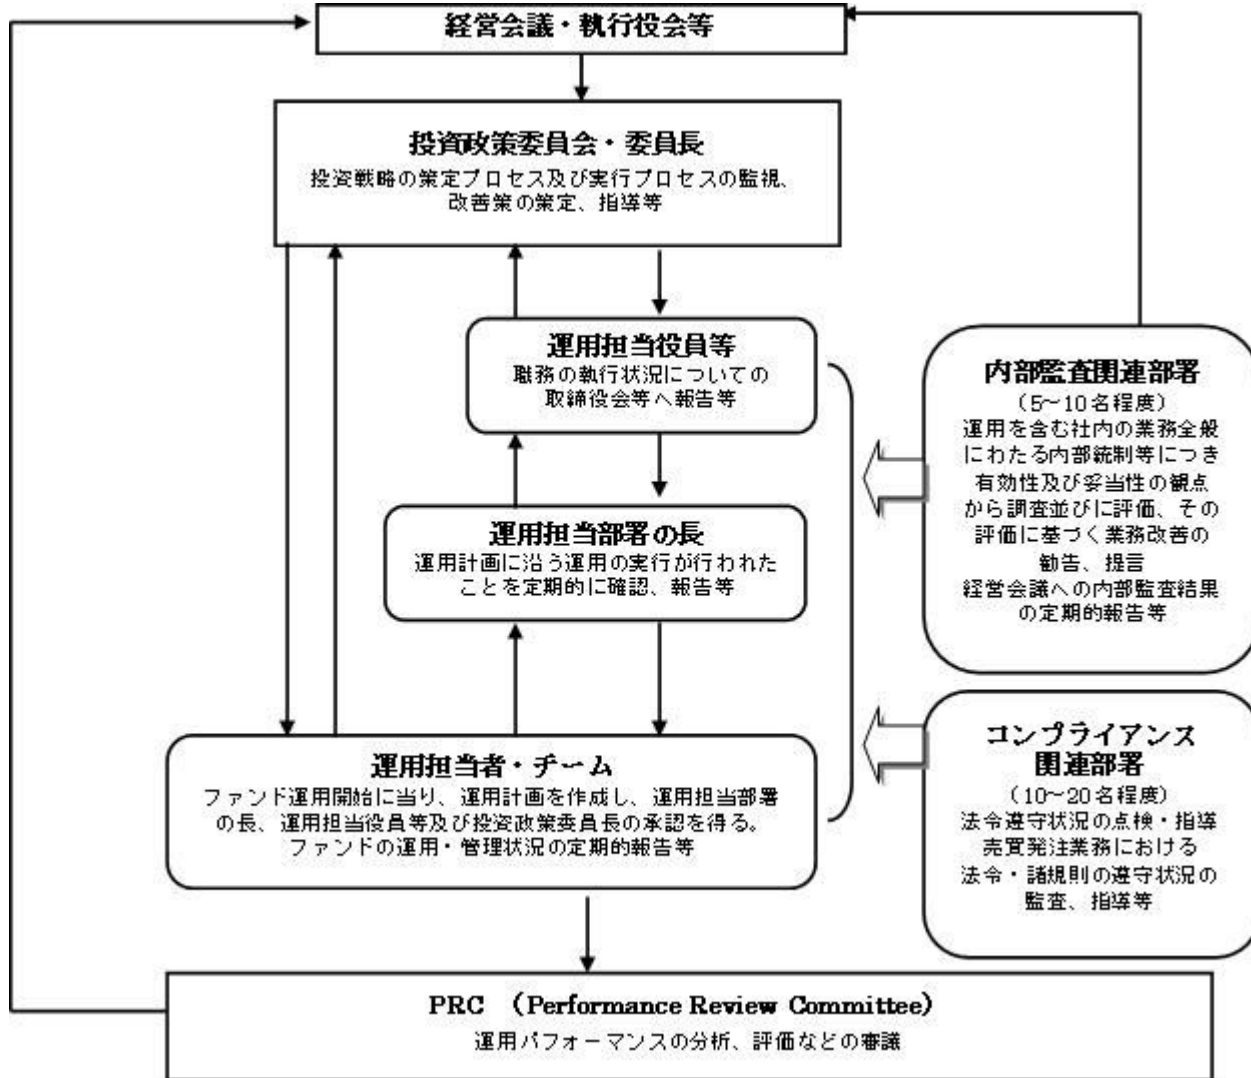 経営会議・執行役会等
投資政策委員会・委員長
投資戦略の策定プロセス及び実行プロセスの監視、
改善策の策定、指導等
運用担当役員等
職務の執行状況についての
取締役会等へ報告等
運用担当部署の長
運用計画に沿う運用の実行が行われた
ことを定期的に確認、報告等
運用担当者・チーム
ファンド運用開始に当り、運用計画を作成し、運用担当部署
の長、運用担当役員等及び投資政策委員長の承認を得る。
ファンドの運用・管理状況の定期的報告等
内部監査関連部署
（5～10名程度）
運用を含む社内の業務全般
にわたる内部統制等につき
有効性及び妥当性の観点
から調査並びに評価、その
評価に基づく業務改善の
勧告、提言
経営会議への内部監査結果
の定期的報告等
コンプライアンス
関連部署
（10～20名程度）
法令遵守状況の点検・指導
売買発注業務における
法令・諸規則の遵守状況の
監査、指導等
PRC （Performance Review Committee）
運用パフォーマンスの分析、評価などの審議